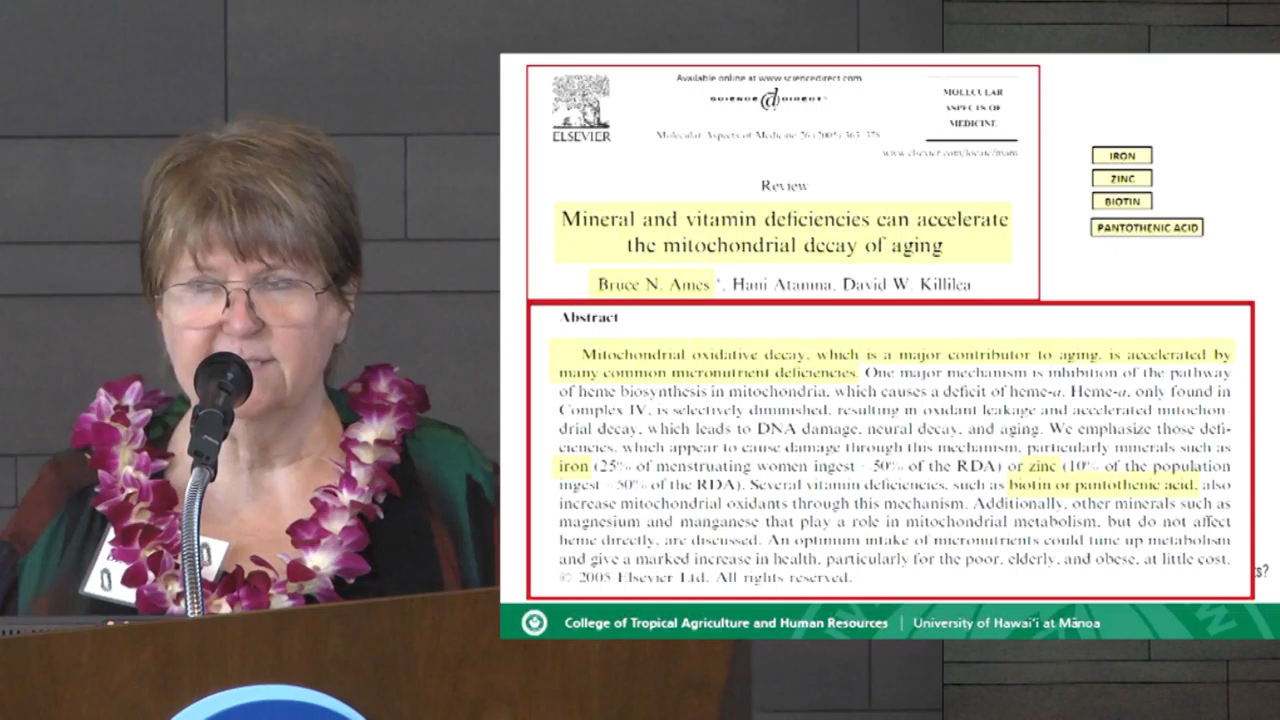 Available online at www.sciencedirect.com
SCIENCE @ DIRECT
ELSEVIER
MOLECULAR
ASPECTS OF
MEDICINE
Molecular Aspects of Medicine 26 (2005) 363–378
www.elsevier.com/locate/mam
Review
Mineral and vitamin deficiencies can accelerate
the mitochondrial decay of aging
Bruce N. Ames *, Hani Atamna, David W. Killilea
IRON
ZINC
BIOTIN
PANTOTHENIC ACID
Abstract
Mitochondrial oxidative decay, which is a major contributor to aging, is accelerated by
many common micronutrient deficiencies. One major mechanism is inhibition of the pathway
of heme biosynthesis in mitochondria, which causes a deficit of heme-a. Heme-a, only found in
Complex IV, is selectively diminished, resulting in oxidant leakage and accelerated mitochon-
drial decay, which leads to DNA damage, neural decay, and aging. We emphasize those defi-
ciencies, which appear to cause damage through this mechanism, particularly minerals such as
iron (25% of menstruating women ingest 50% of the RDA) or zinc (10% of the population
ingest 50% of the RDA). Several vitamin deficiencies, such as biotin or pantothenic acid, also
increase mitochondrial oxidants through this mechanism. Additionally, other minerals such as
magnesium and manganese that play a role in mitochondrial metabolism, but do not affect
heme directly, are discussed. An optimum intake of micronutrients could tune up metabolism
and give a marked increase in health, particularly for the poor, elderly, and obese, at little cost.
© 2005 Elsevier Ltd. All rights reserved.
College of Tropical Agriculture and Human Resources | University of Hawai‘i at Mānoa